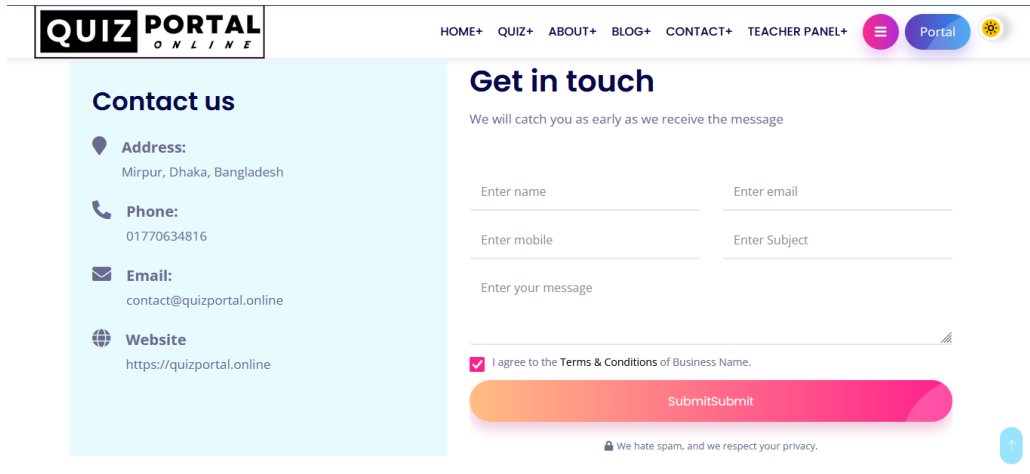 QUIZ PORTAL
ONLINE
HOME+ QUIZ+ ABOUT+ BLOG+ CONTACT+ TEACHER PANEL+ Portal
Contact us
Address:
Mirpur, Dhaka, Bangladesh
Phone:
01770634816
Email:
contact@quizportal.online
Website
https://quizportal.online
Get in touch
We will catch you as early as we receive the message
Enter name Enter email
Enter mobile Enter Subject
Enter your message
I agree to the Terms & Conditions of Business Name.
SubmitSubmit
We hate spam, and we respect your privacy.